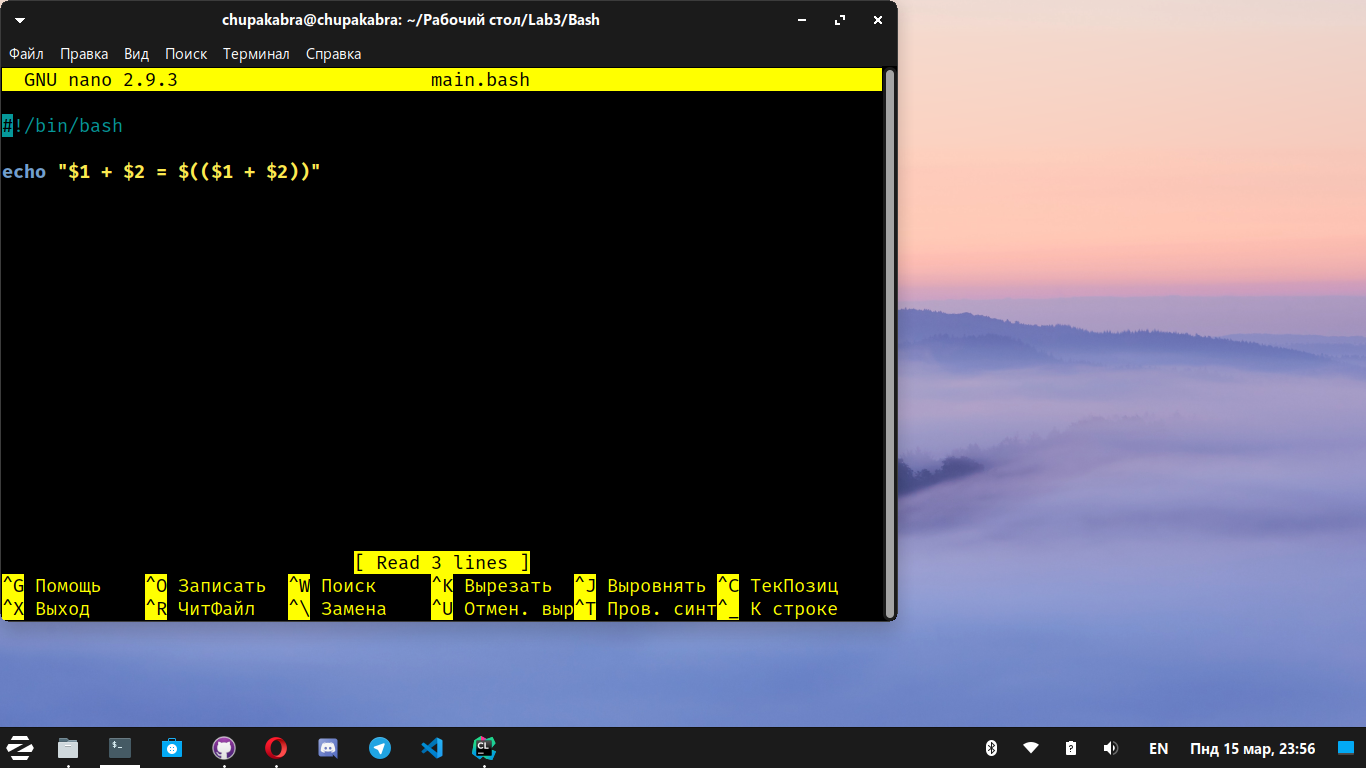 chupakabra@chupakabra: ~/Рабочий стол/Lab3/Bash
Файл Правка Вид Поиск Терминал Справка
GNU nano 2.9.3 main.bash
#!/bin/bash
echo "$1 + $2 = $(($1 + $2))"
[ Read 3 lines ]
^G Помощь ^O Записать ^W Поиск ^K Вырезать ^J Выровнять ^C ТекПозиц
^X Выход ^R ЧитФайл ^\ Замена ^U Отмен. выр^T Пров. синт^_ К строке
$- CL EN Пнд 15 мар, 23:56